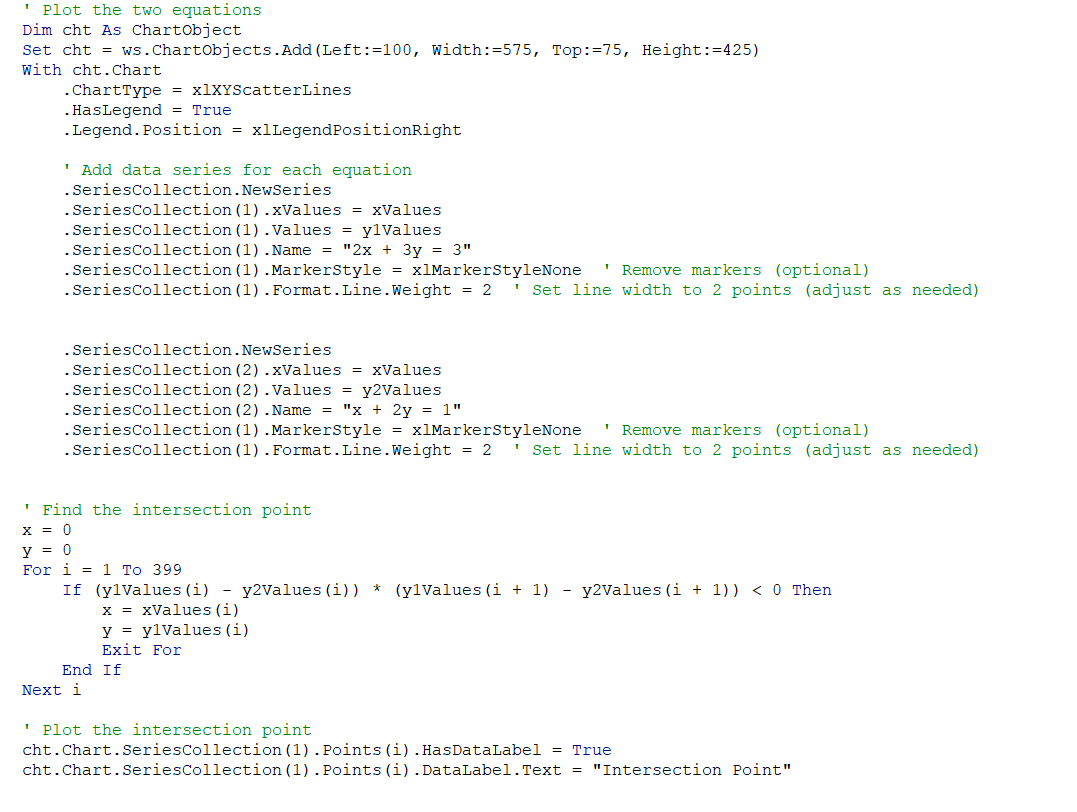 ' Plot the two equations
Dim cht As ChartObject
Set cht = ws.ChartObjects.Add(Left:=100, Width:=575, Top:=75, Height:=425)
With cht.Chart
    .ChartType = xlXYScatterLines
    .HasLegend = True
    .Legend.Position = xlLegendPositionRight

    ' Add data series for each equation
    .SeriesCollection.NewSeries
    .SeriesCollection(1).xValues = xValues
    .SeriesCollection(1).Values = y1Values
    .SeriesCollection(1).Name = "2x + 3y = 3"
    .SeriesCollection(1).MarkerStyle = xlMarkerStyleNone  ' Remove markers (optional)
    .SeriesCollection(1).Format.Line.Weight = 2  ' Set line width to 2 points (adjust as needed)

    .SeriesCollection.NewSeries
    .SeriesCollection(2).xValues = xValues
    .SeriesCollection(2).Values = y2Values
    .SeriesCollection(2).Name = "x + 2y = 1"
    .SeriesCollection(1).MarkerStyle = xlMarkerStyleNone  ' Remove markers (optional)
    .SeriesCollection(1).Format.Line.Weight = 2  ' Set line width to 2 points (adjust as needed)

' Find the intersection point
x = 0
y = 0
For i = 1 To 399
    If (y1Values(i) - y2Values(i)) * (y1Values(i + 1) - y2Values(i + 1)) < 0 Then
        x = xValues(i)
        y = y1Values(i)
        Exit For
    End If
Next i

' Plot the intersection point
cht.Chart.SeriesCollection(1).Points(i).HasDataLabel = True
cht.Chart.SeriesCollection(1).Points(i).DataLabel.Text = "Intersection Point"